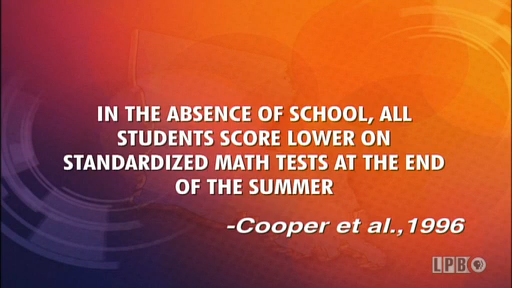 IN THE ABSENCE OF SCHOOL, ALL
STUDENTS SCORE LOWER ON
STANDARDIZED MATH TESTS AT THE END
OF THE SUMMER
-Cooper et al.,1996
LPB